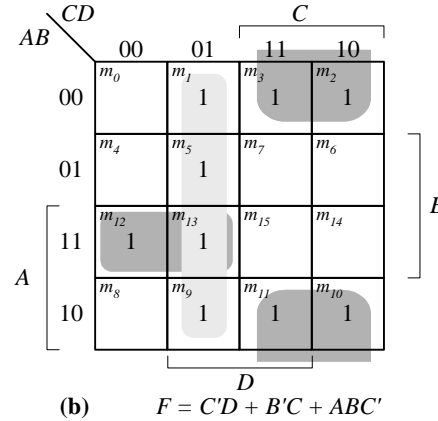 CD
C
AB
00 01 11 10
m0 m1 m3 m2
00 1 1 1
m4 m5 m7 m6
01 1
B
m12 m13 m15 m14
A
11 1 1
m8 m9 m11 m10
10 1 1 1
D
(b) F = C'D + B'C + ABC'